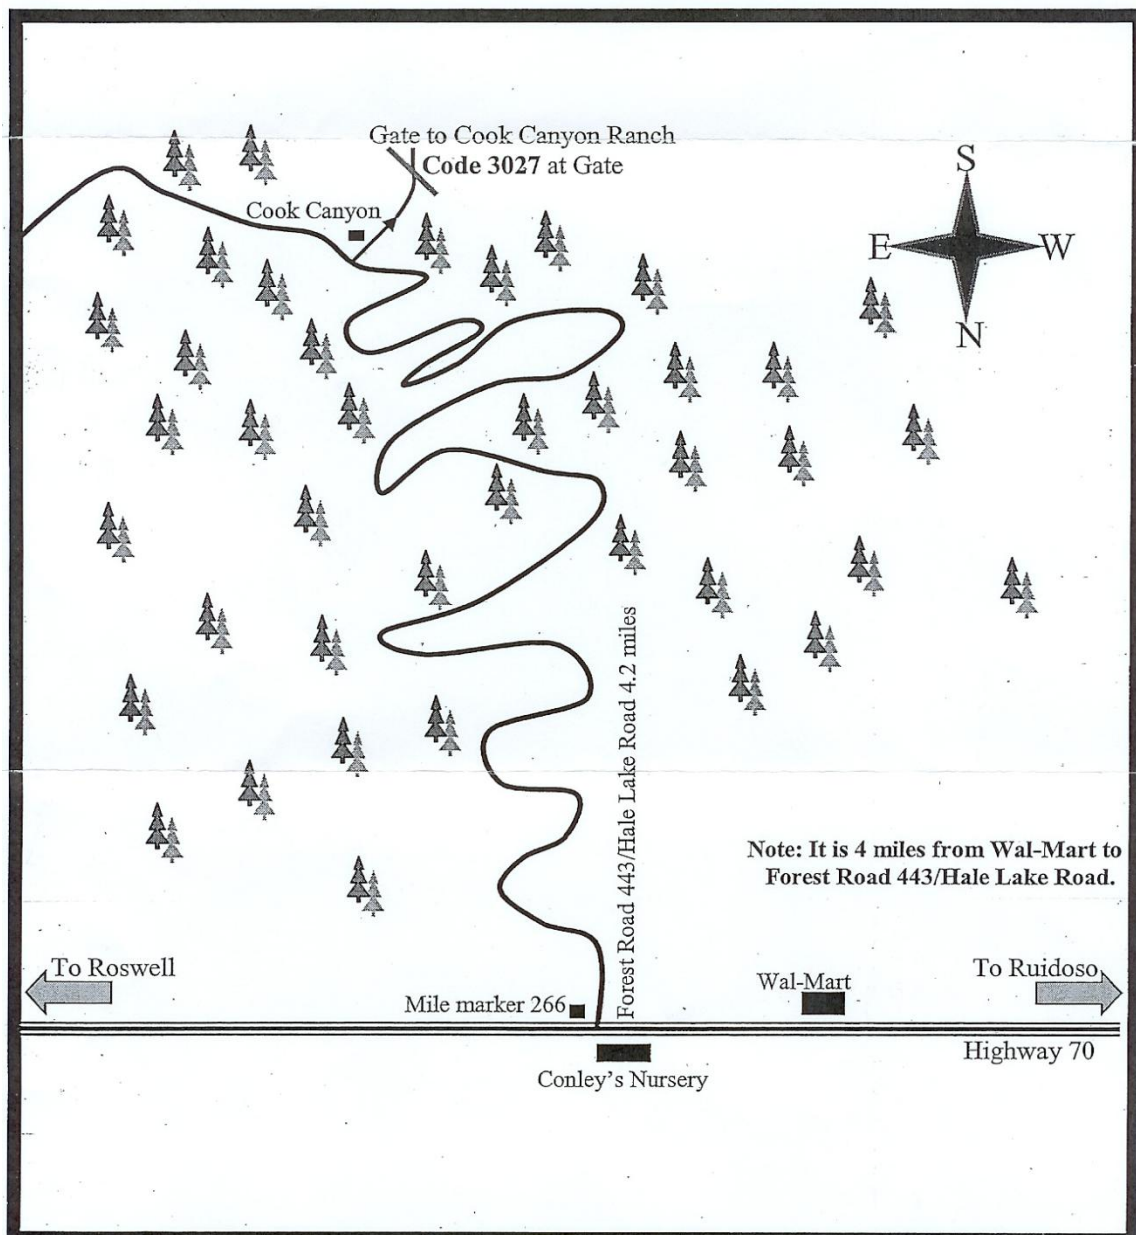 Gate to Cook Canyon Ranch
Code 3027 at Gate
Cook Canyon
S
E
W
N
Forest Road 443/Hale Lake Road 4.2 miles
Note: It is 4 miles from Wal-Mart to
Forest Road 443/Hale Lake Road.
To Roswell
To Ruidoso
Wal-Mart
Mile marker 266
Highway 70
Conley's Nursery